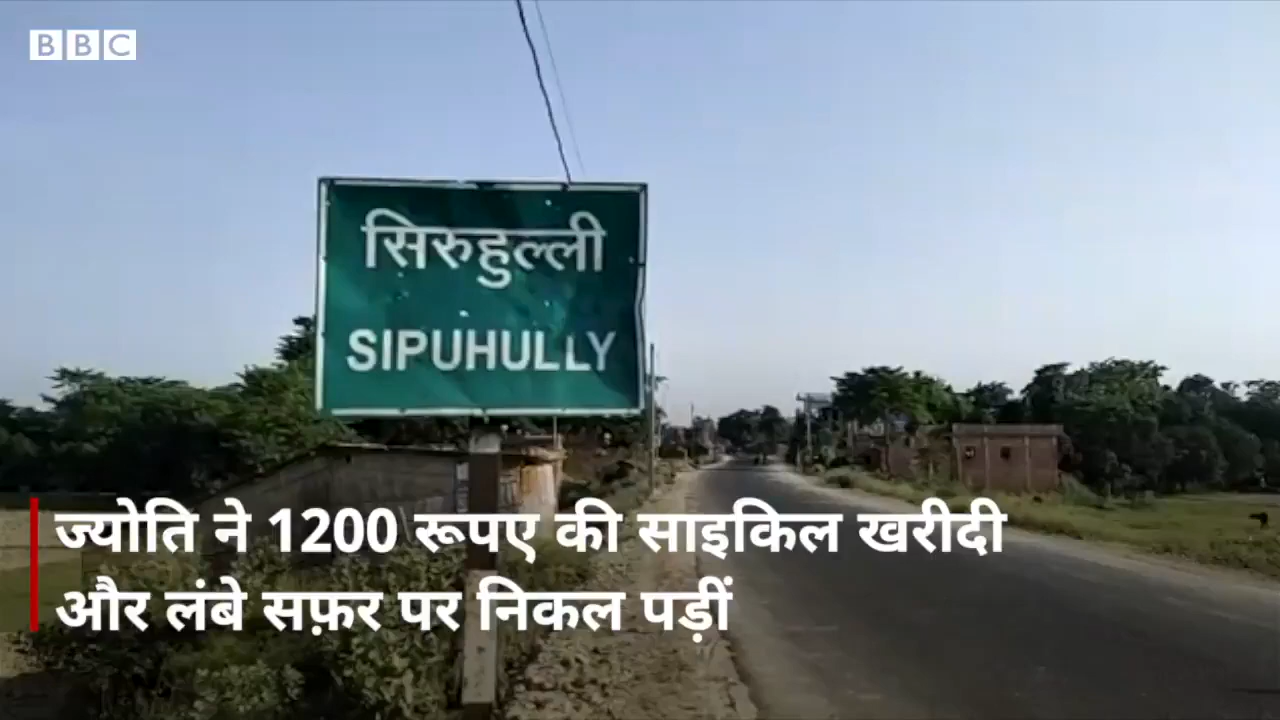 BBC
सिरुहुल्ली
SIPUHULLY
ज्योति ने 1200 रूपए की साइकिल खरीदी
और लंबे सफ़र पर निकल पड़ीं